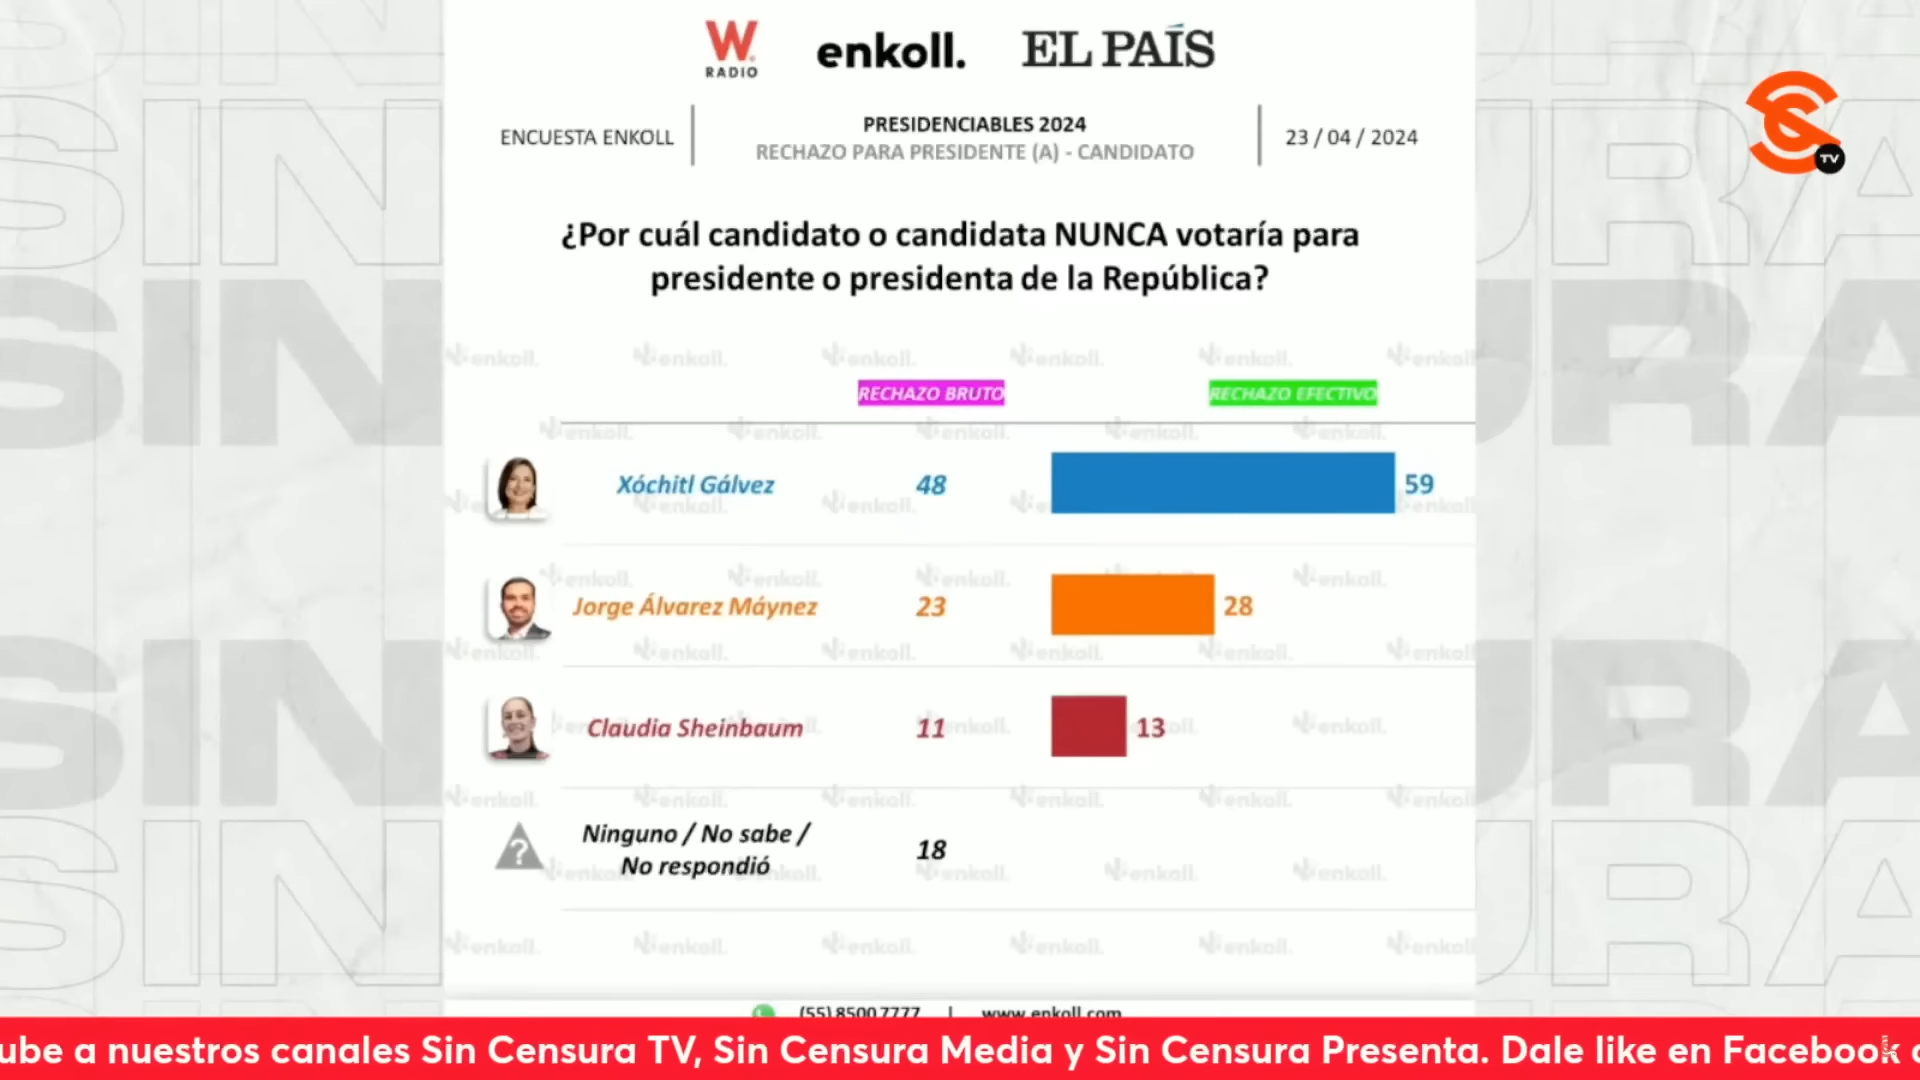 W
RADIO
enkoll.
EL PAÍS
TV
ENCUESTA ENKOLL
PRESIDENCIABLES 2024
RECHAZO PARA PRESIDENTE (A) - CANDIDATO
23 / 04 / 2024
¿Por cuál candidato o candidata NUNCA votaría para
presidente o presidenta de la República?
RECHAZO BRUTO
RECHAZO EFECTIVO
Xóchitl Gálvez 48 59
Jorge Álvarez Máynez 23 28
Claudia Sheinbaum 11 13
?
Ninguno / No sabe /
No respondió
18
(55) 8500 7777 | www.enkoll.com
ube a nuestros canales Sin Censura TV, Sin Censura Media y Sin Censura Presenta. Dale like en Facebook